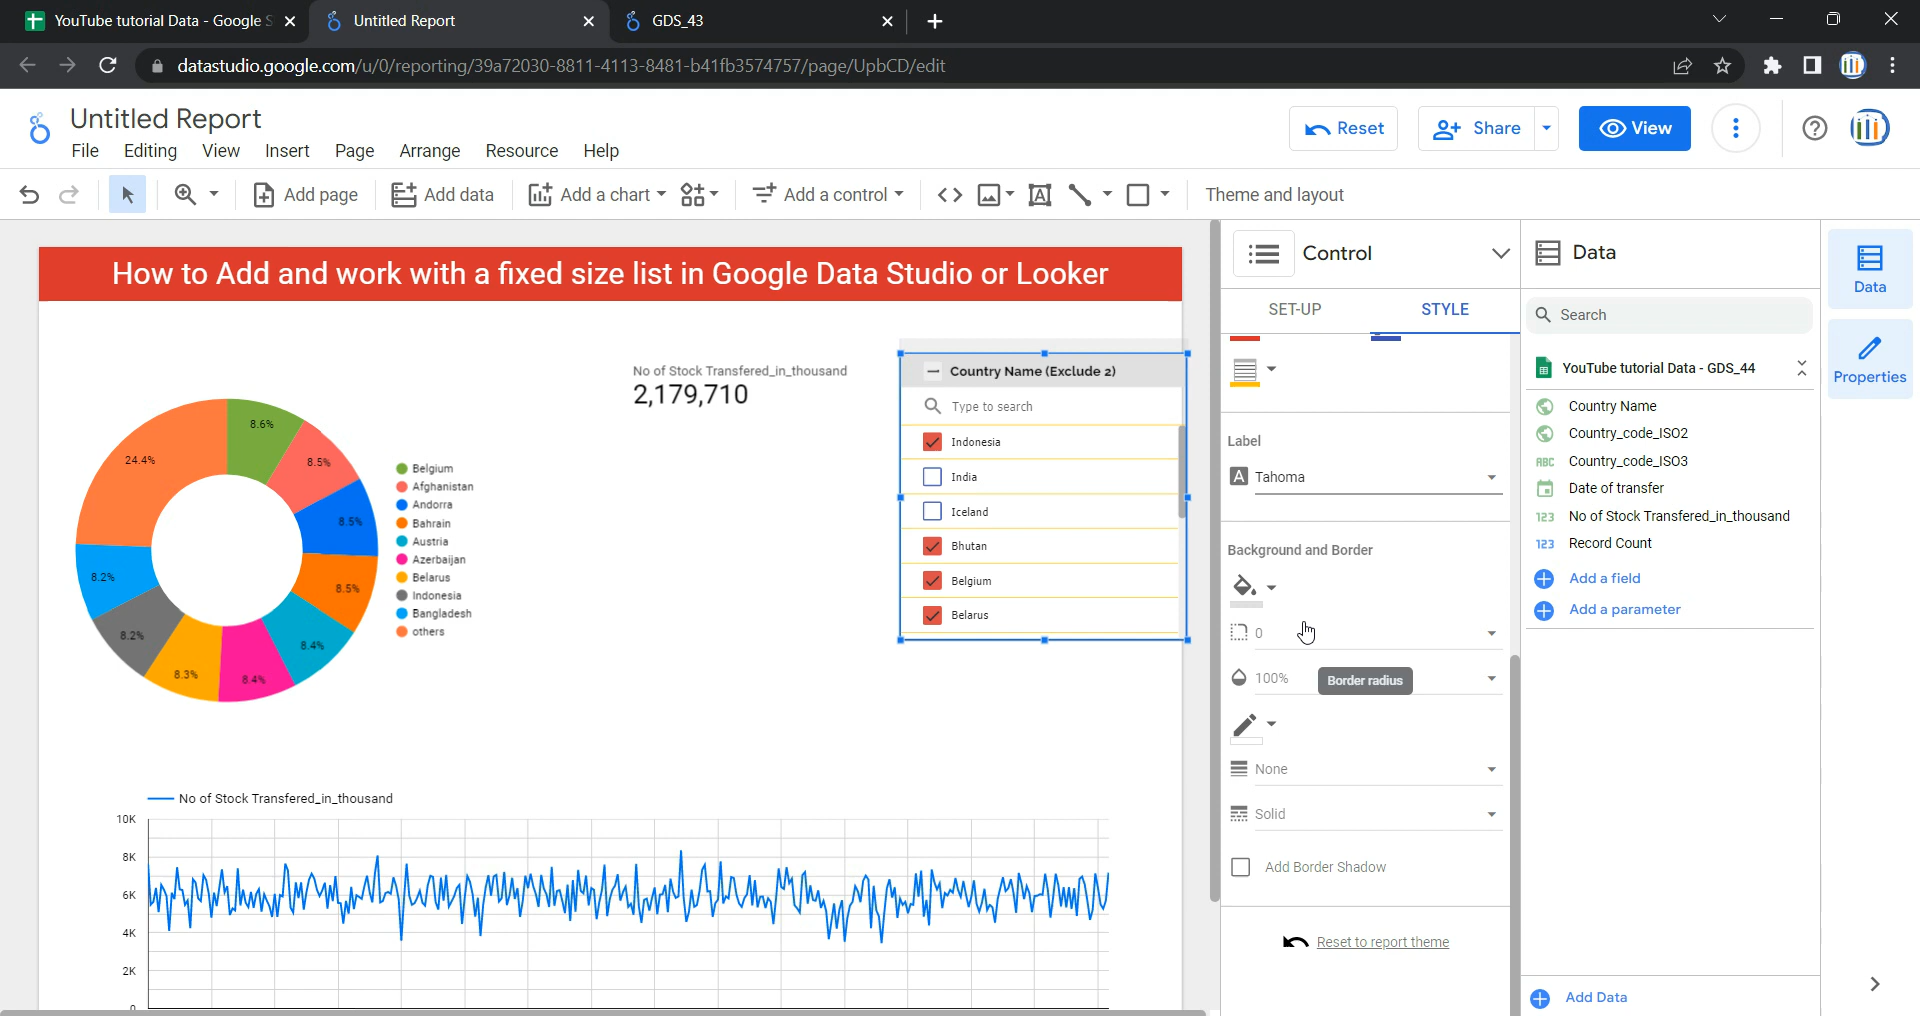 YouTube tutorial Data - Google S
Untitled Report
GDS_43
datastudio.google.com/u/0/reporting/39a72030-8811-4113-8481-b41fb3574757/page/UpbCD/edit
Untitled Report
File Editing View Insert Page Arrange Resource Help
Reset
Share
View
Add page
Add data
Add a chart
Add a control
Theme and layout
How to Add and work with a fixed size list in Google Data Studio or Looker
No of Stock Transfered_in_thousand
2,179,710
8.6%
8.5%
8.5%
8.5%
8.4%
8.4%
8.3%
8.2%
8.2%
24.4%
Belgium
Afghanistan
Andorra
Bahrain
Austria
Azerbaijan
Belarus
Indonesia
Bangladesh
others
Country Name (Exclude 2)
Type to search
Indonesia
India
Iceland
Bhutan
Belgium
Belarus
No of Stock Transfered_in_thousand
10K
8K
6K
4K
2K
0
Control
SET-UP STYLE
Label
A Tahoma
Background and Border
0
100%
Border radius
None
Solid
Add Border Shadow
Reset to report theme
Data
Search
YouTube tutorial Data - GDS_44
Country Name
Country_code_ISO2
ABC Country_code_ISO3
Date of transfer
123 No of Stock Transfered_in_thousand
123 Record Count
Add a field
Add a parameter
Add Data
Data
Properties